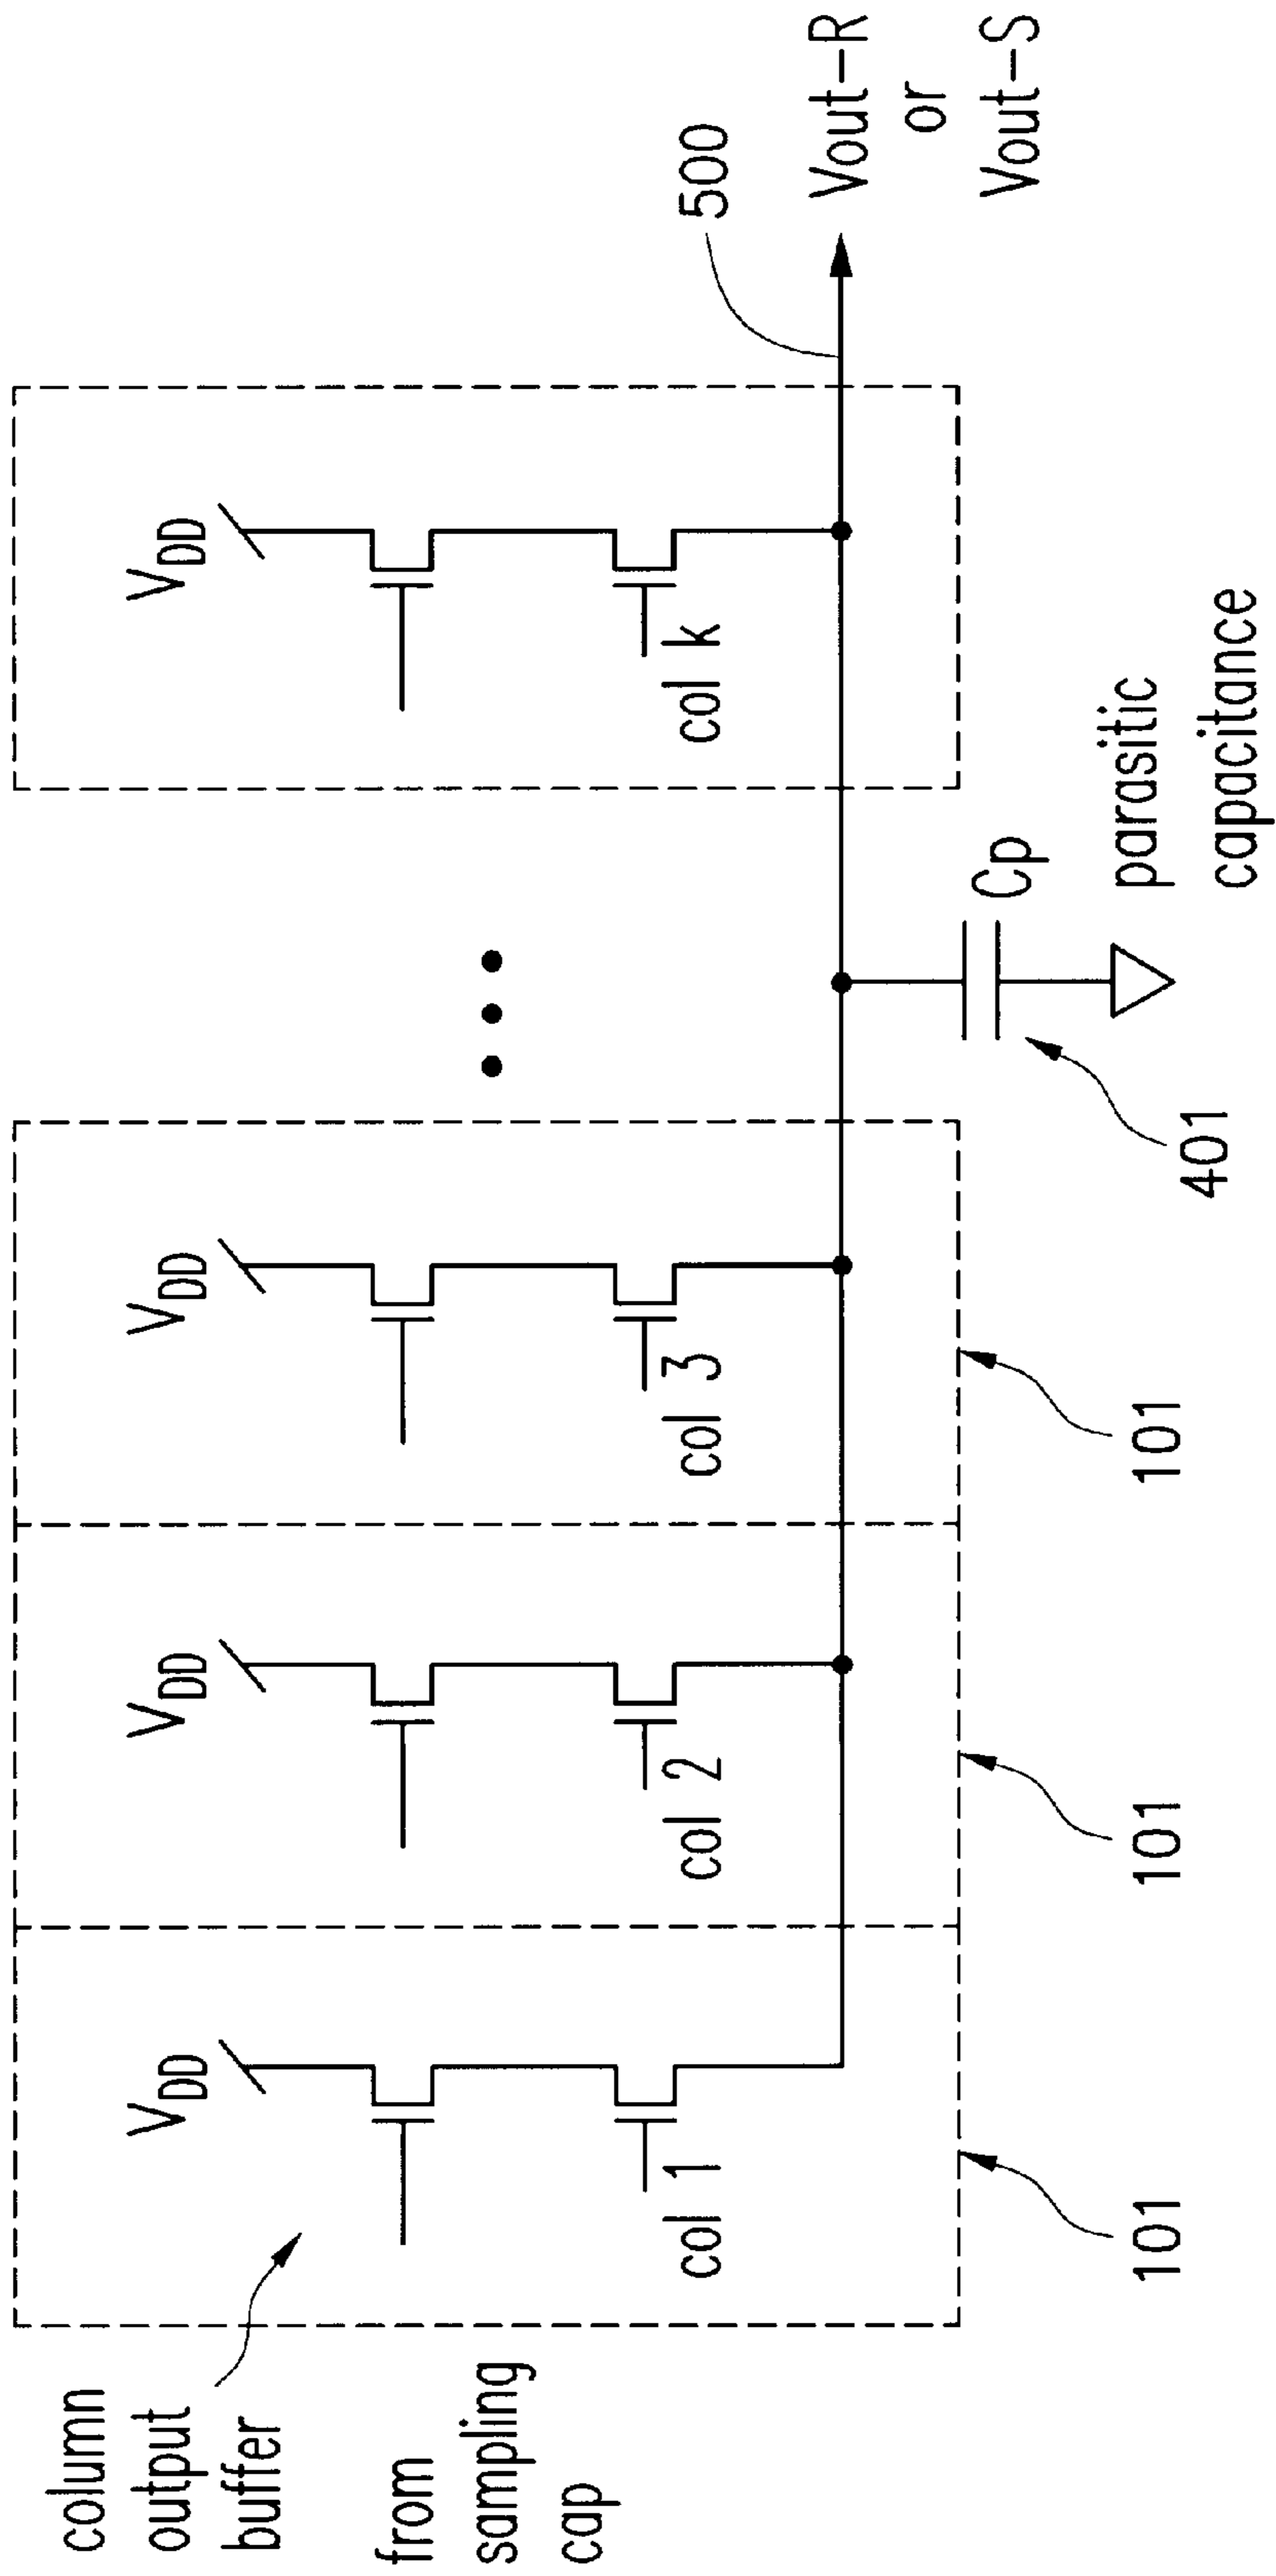 column
output
buffer
from
sampling
cap
V_DD
V_DD
V_DD
V_DD
col 1
col 2
col 3
col k
101
101
101
401
Cp
parasitic
capacitance
500
Vout-R
or
Vout-S